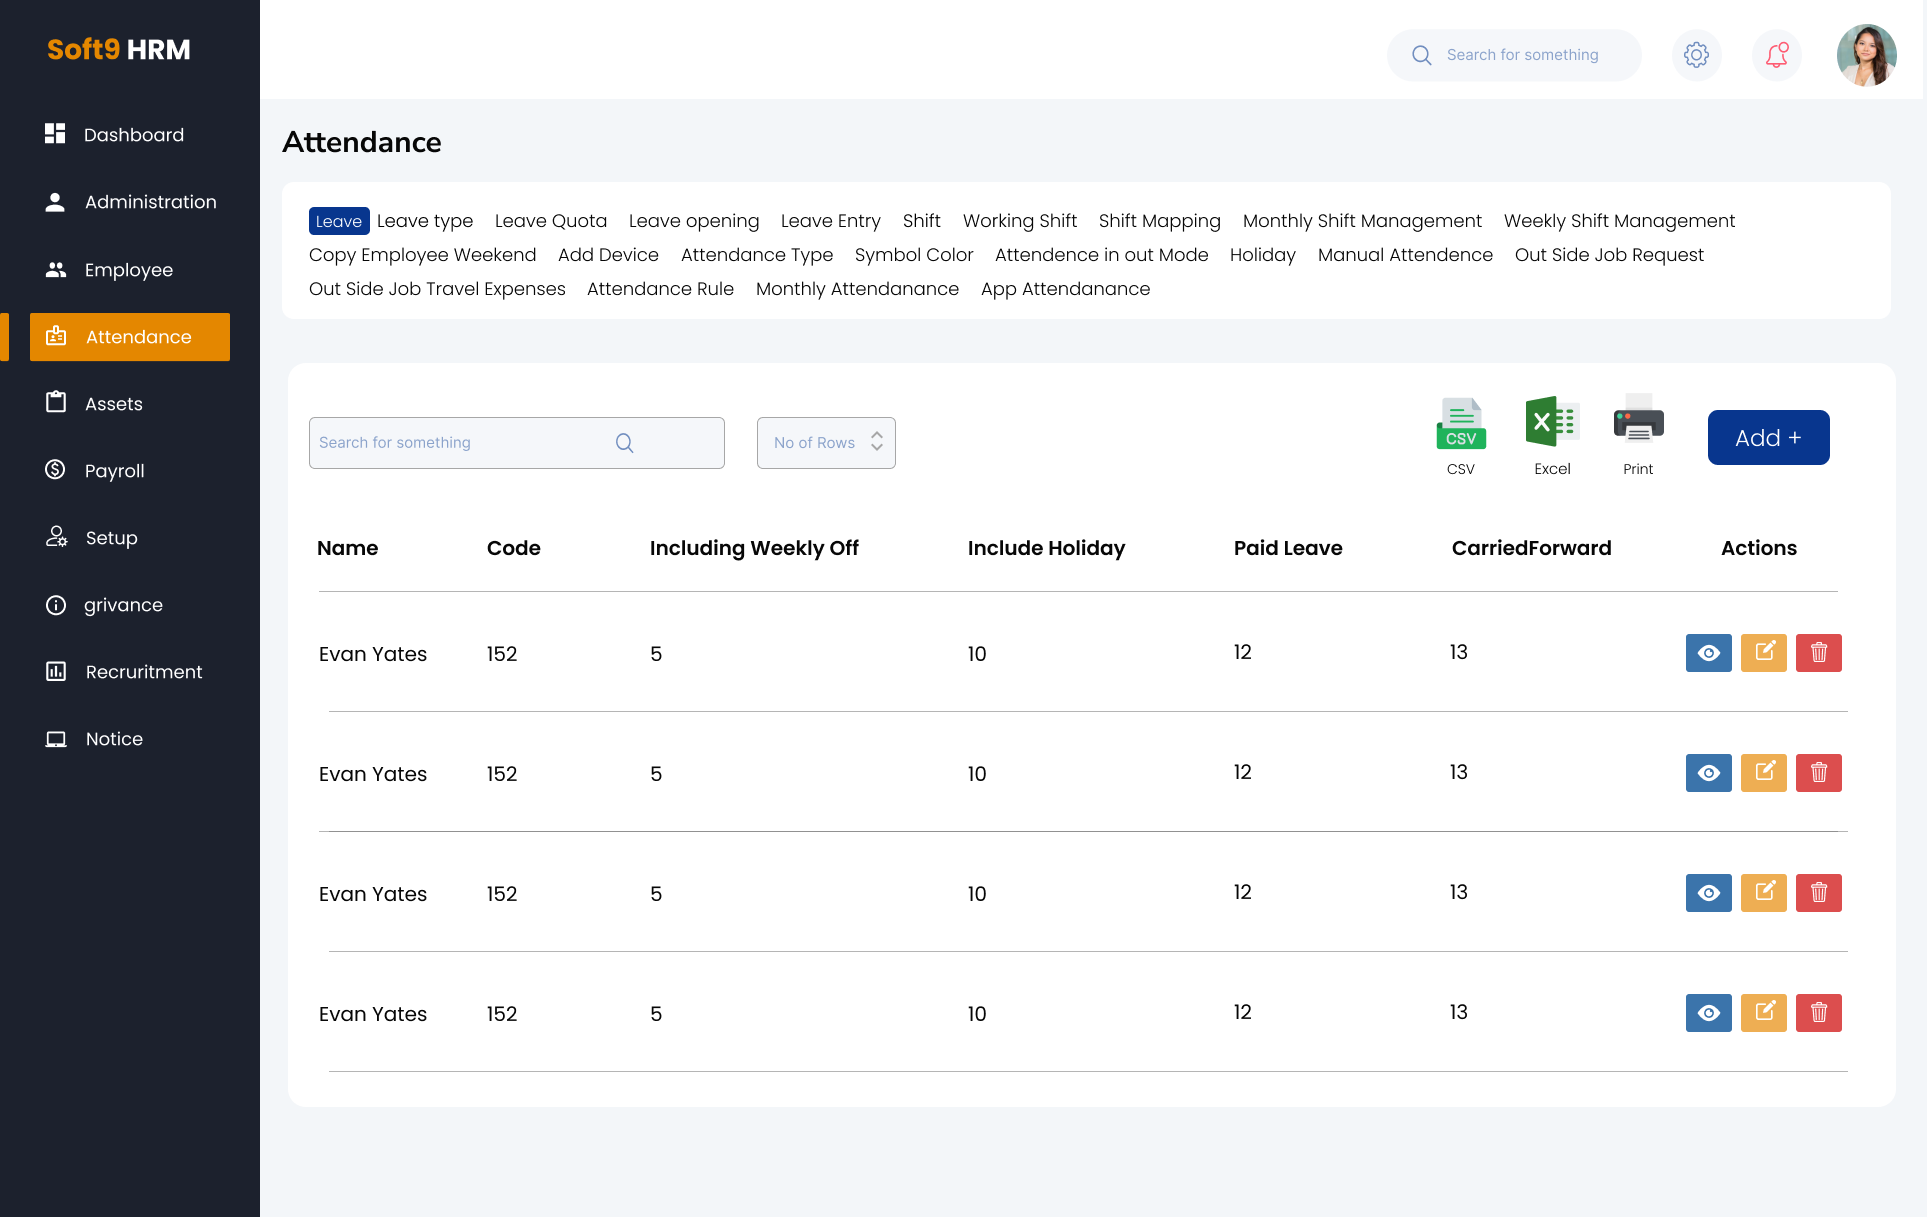 Soft9 HRM
Search for something
Dashboard
Administration
Employee
Attendance
Assets
Payroll
Setup
grivance
Recruritment
Notice
Attendance
Leave Leave type Leave Quota Leave opening Leave Entry Shift Working Shift Shift Mapping Monthly Shift Management Weekly Shift Management
Copy Employee Weekend Add Device Attendance Type Symbol Color Attendence in out Mode Holiday Manual Attendence Out Side Job Request
Out Side Job Travel Expenses Attendance Rule Monthly Attendanance App Attendanance
Search for something No of Rows
CSV
CSV Excel Print Add +
Name Code Including Weekly Off Include Holiday Paid Leave CarriedForward Actions
Evan Yates 152 5 10 12 13
Evan Yates 152 5 10 12 13
Evan Yates 152 5 10 12 13
Evan Yates 152 5 10 12 13